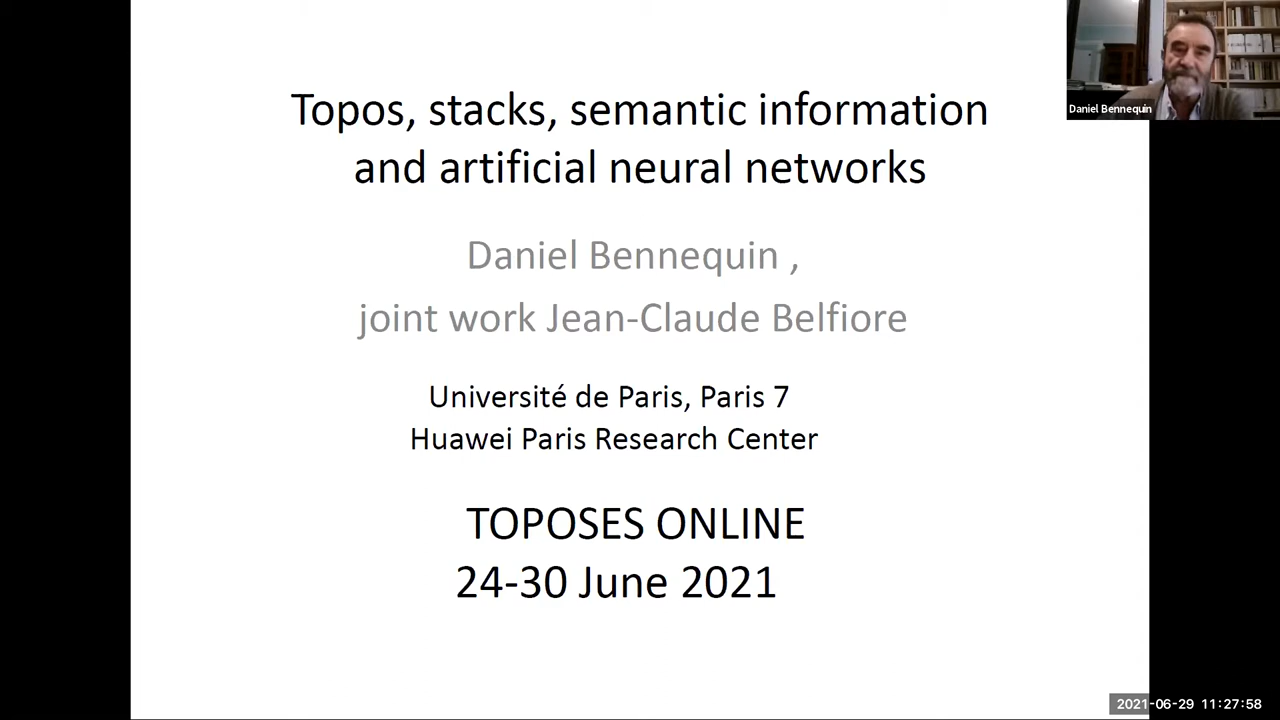 Topos, stacks, semantic information
and artificial neural networks
Daniel Bennequin ,
joint work Jean-Claude Belfiore
Université de Paris, Paris 7
Huawei Paris Research Center
TOPOSES ONLINE
24-30 June 2021
Daniel Bennequin
2021-06-29 11:27:58